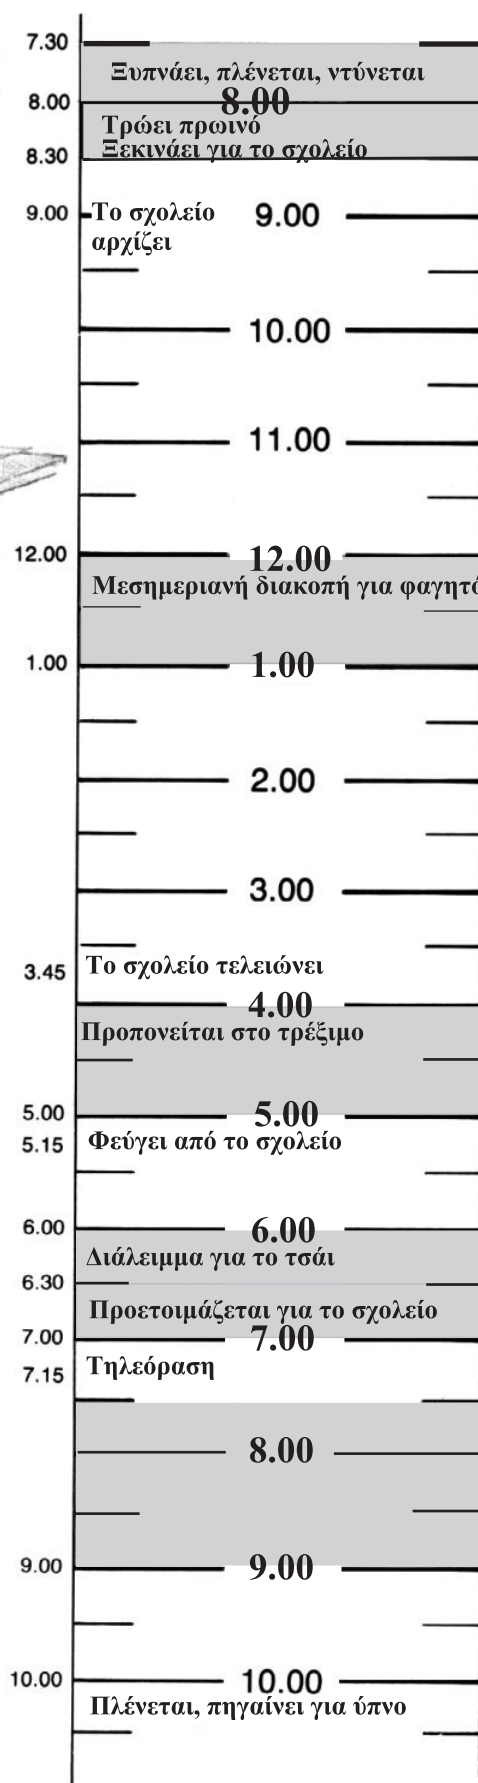 7.30
Ξυπνάει, πλένεται, ντύνεται
8.00 8.00
Τρώει πρωινό
8.30 Ξεκινάει για το σχολείο
9.00 Το σχολείο 9.00
αρχίζει
10.00
11.00
12.00 12.00
Μεσημεριανή διακοπή για φαγητό
1.00 1.00
2.00
3.00
3.45 Το σχολείο τελειώνει
4.00
Προπονείται στο τρέξιμο
5.00 5.00
5.15 Φεύγει από το σχολείο
6.00 6.00
Διάλειμμα για το τσάι
6.30
Προετοιμάζεται για το σχολείο
7.00 7.00
7.15 Τηλεόραση
8.00
9.00 9.00
10.00 10.00
Πλένεται, πηγαίνει για ύπνο